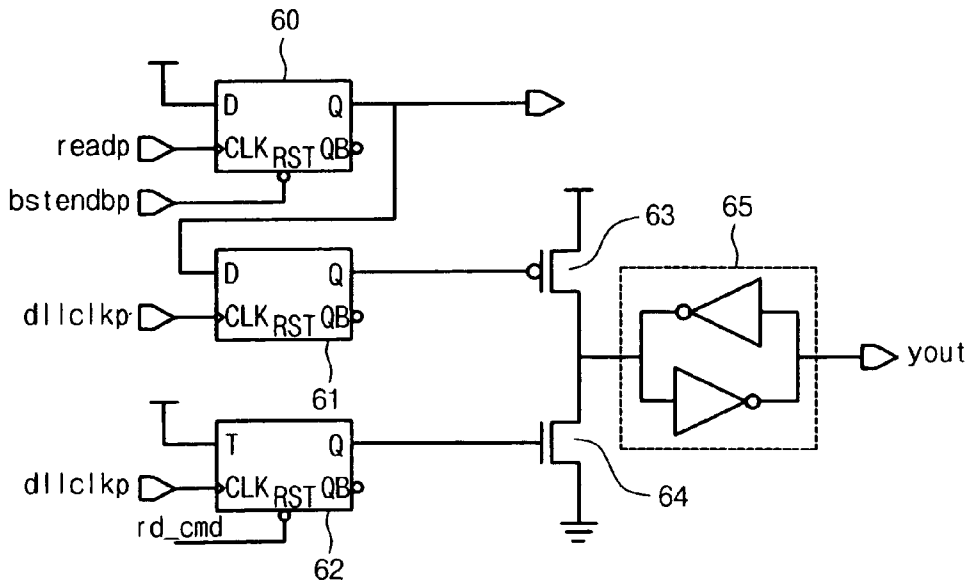 60
D Q
readp CLK RST QB
bstendbp
63
65
D Q
dllclkp CLK QB
yout
61
T Q
dllclkp CLK RST QB
64
rd_cmd
62